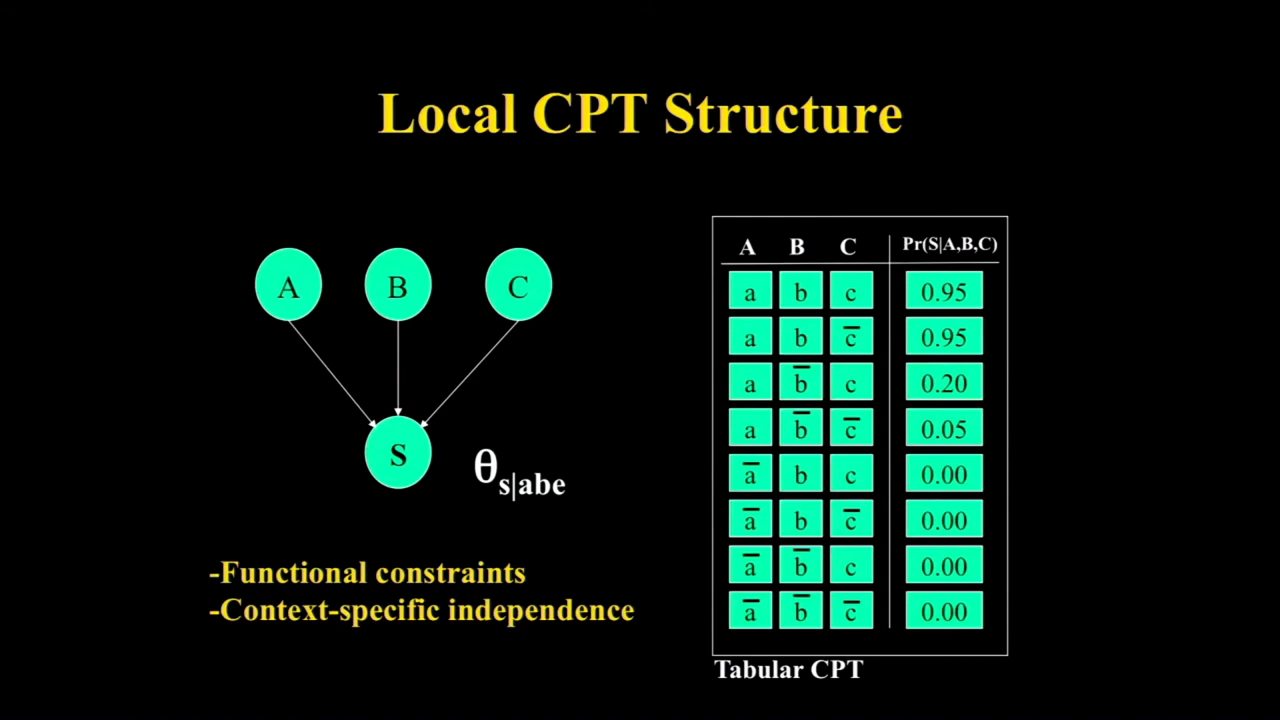 Local CPT Structure
A B C
S
θs|abe
-Functional constraints
-Context-specific independence
A B C Pr(S|A,B,C)
a b c 0.95
a b c̅ 0.95
a b̅ c 0.20
a b̅ c̅ 0.05
a̅ b c 0.00
a̅ b c̅ 0.00
a̅ b̅ c 0.00
a̅ b̅ c̅ 0.00
Tabular CPT